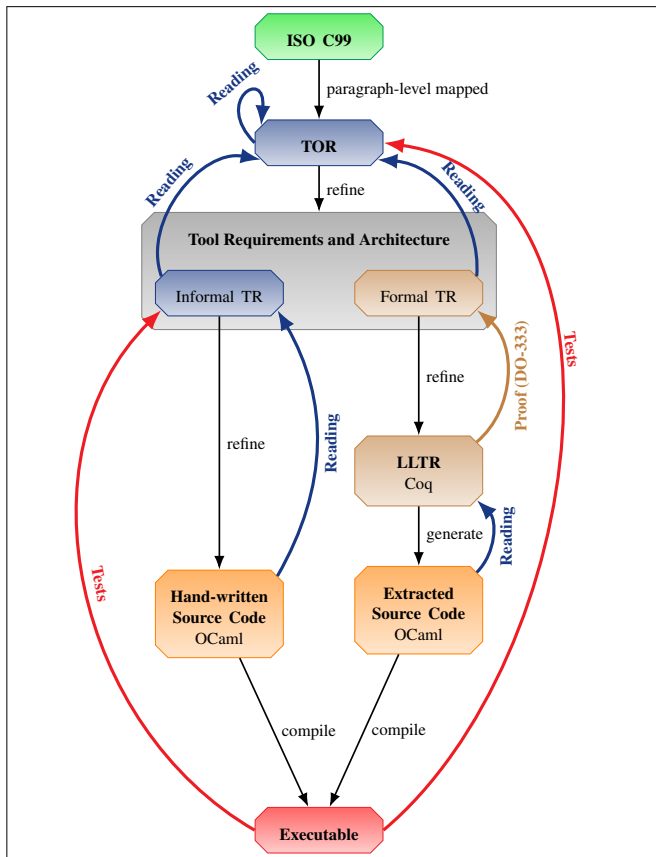 ISO C99
paragraph-level mapped
Reading
TOR
Reading
Reading
refine
Tool Requirements and Architecture
Informal TR
Formal TR
Tests
Proof (DO-333)
refine
refine
Reading
LLTR
Coq
generate
Reading
Tests
Hand-written
Source Code
OCaml
Extracted
Source Code
OCaml
compile
compile
Executable